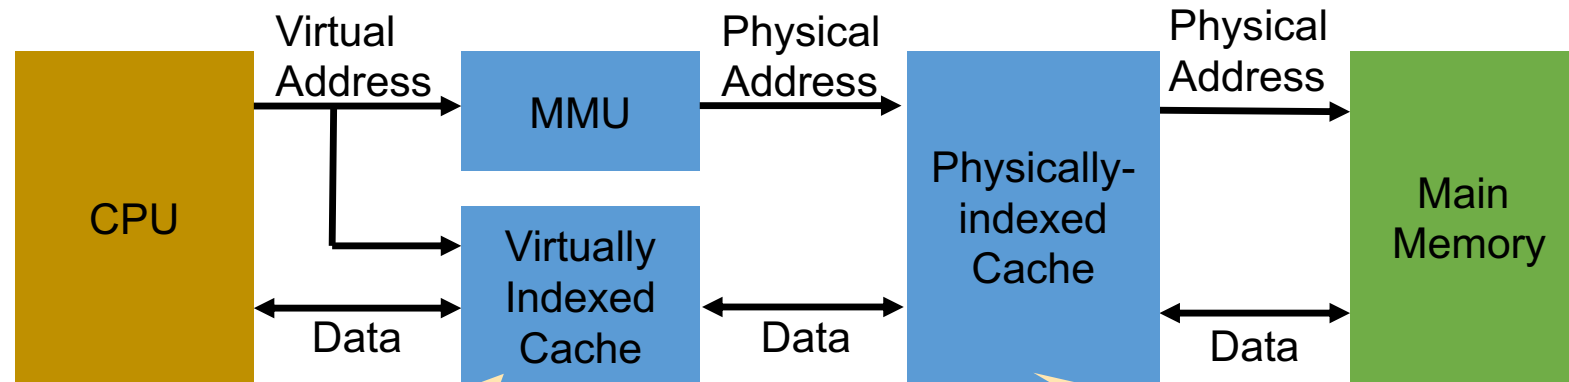 Virtual
Address
Physical
Address
Physical
Address
CPU
MMU
Virtually
Indexed
Cache
Physically-
indexed
Cache
Main
Memory
Data
Data
Data